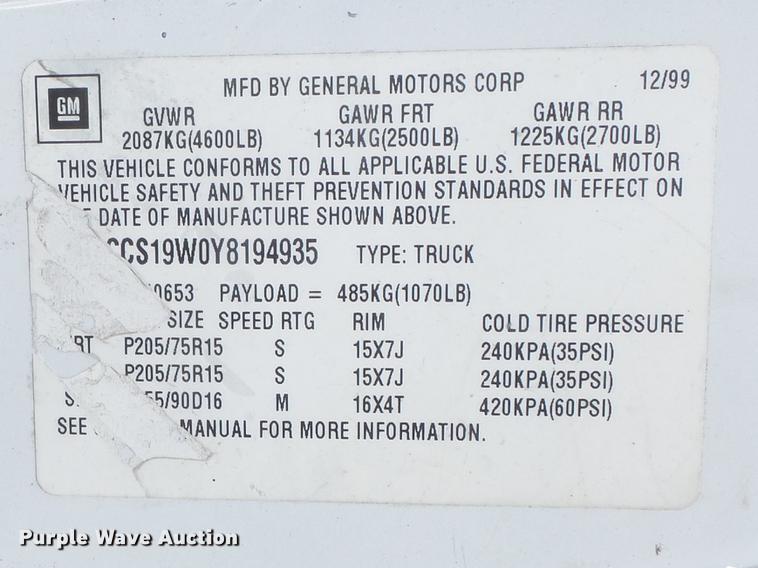 MFD BY GENERAL MOTORS CORP 12/99
GM
GVWR GAWR FRT GAWR RR
2087KG(4600LB) 1134KG(2500LB) 1225KG(2700LB)
THIS VEHICLE CONFORMS TO ALL APPLICABLE U.S. FEDERAL MOTOR
VEHICLE SAFETY AND THEFT PREVENTION STANDARDS IN EFFECT ON
DATE OF MANUFACTURE SHOWN ABOVE.
CCS19W0Y8194935 TYPE: TRUCK
0653 PAYLOAD = 485KG(1070LB)
SIZE SPEED RTG RIM COLD TIRE PRESSURE
RT P205/75R15 S 15X7J 240KPA(35PSI)
P205/75R15 S 15X7J 240KPA(35PSI)
S 5/90D16 M 16X4T 420KPA(60PSI)
SEE MANUAL FOR MORE INFORMATION.
Purple Wave Auction